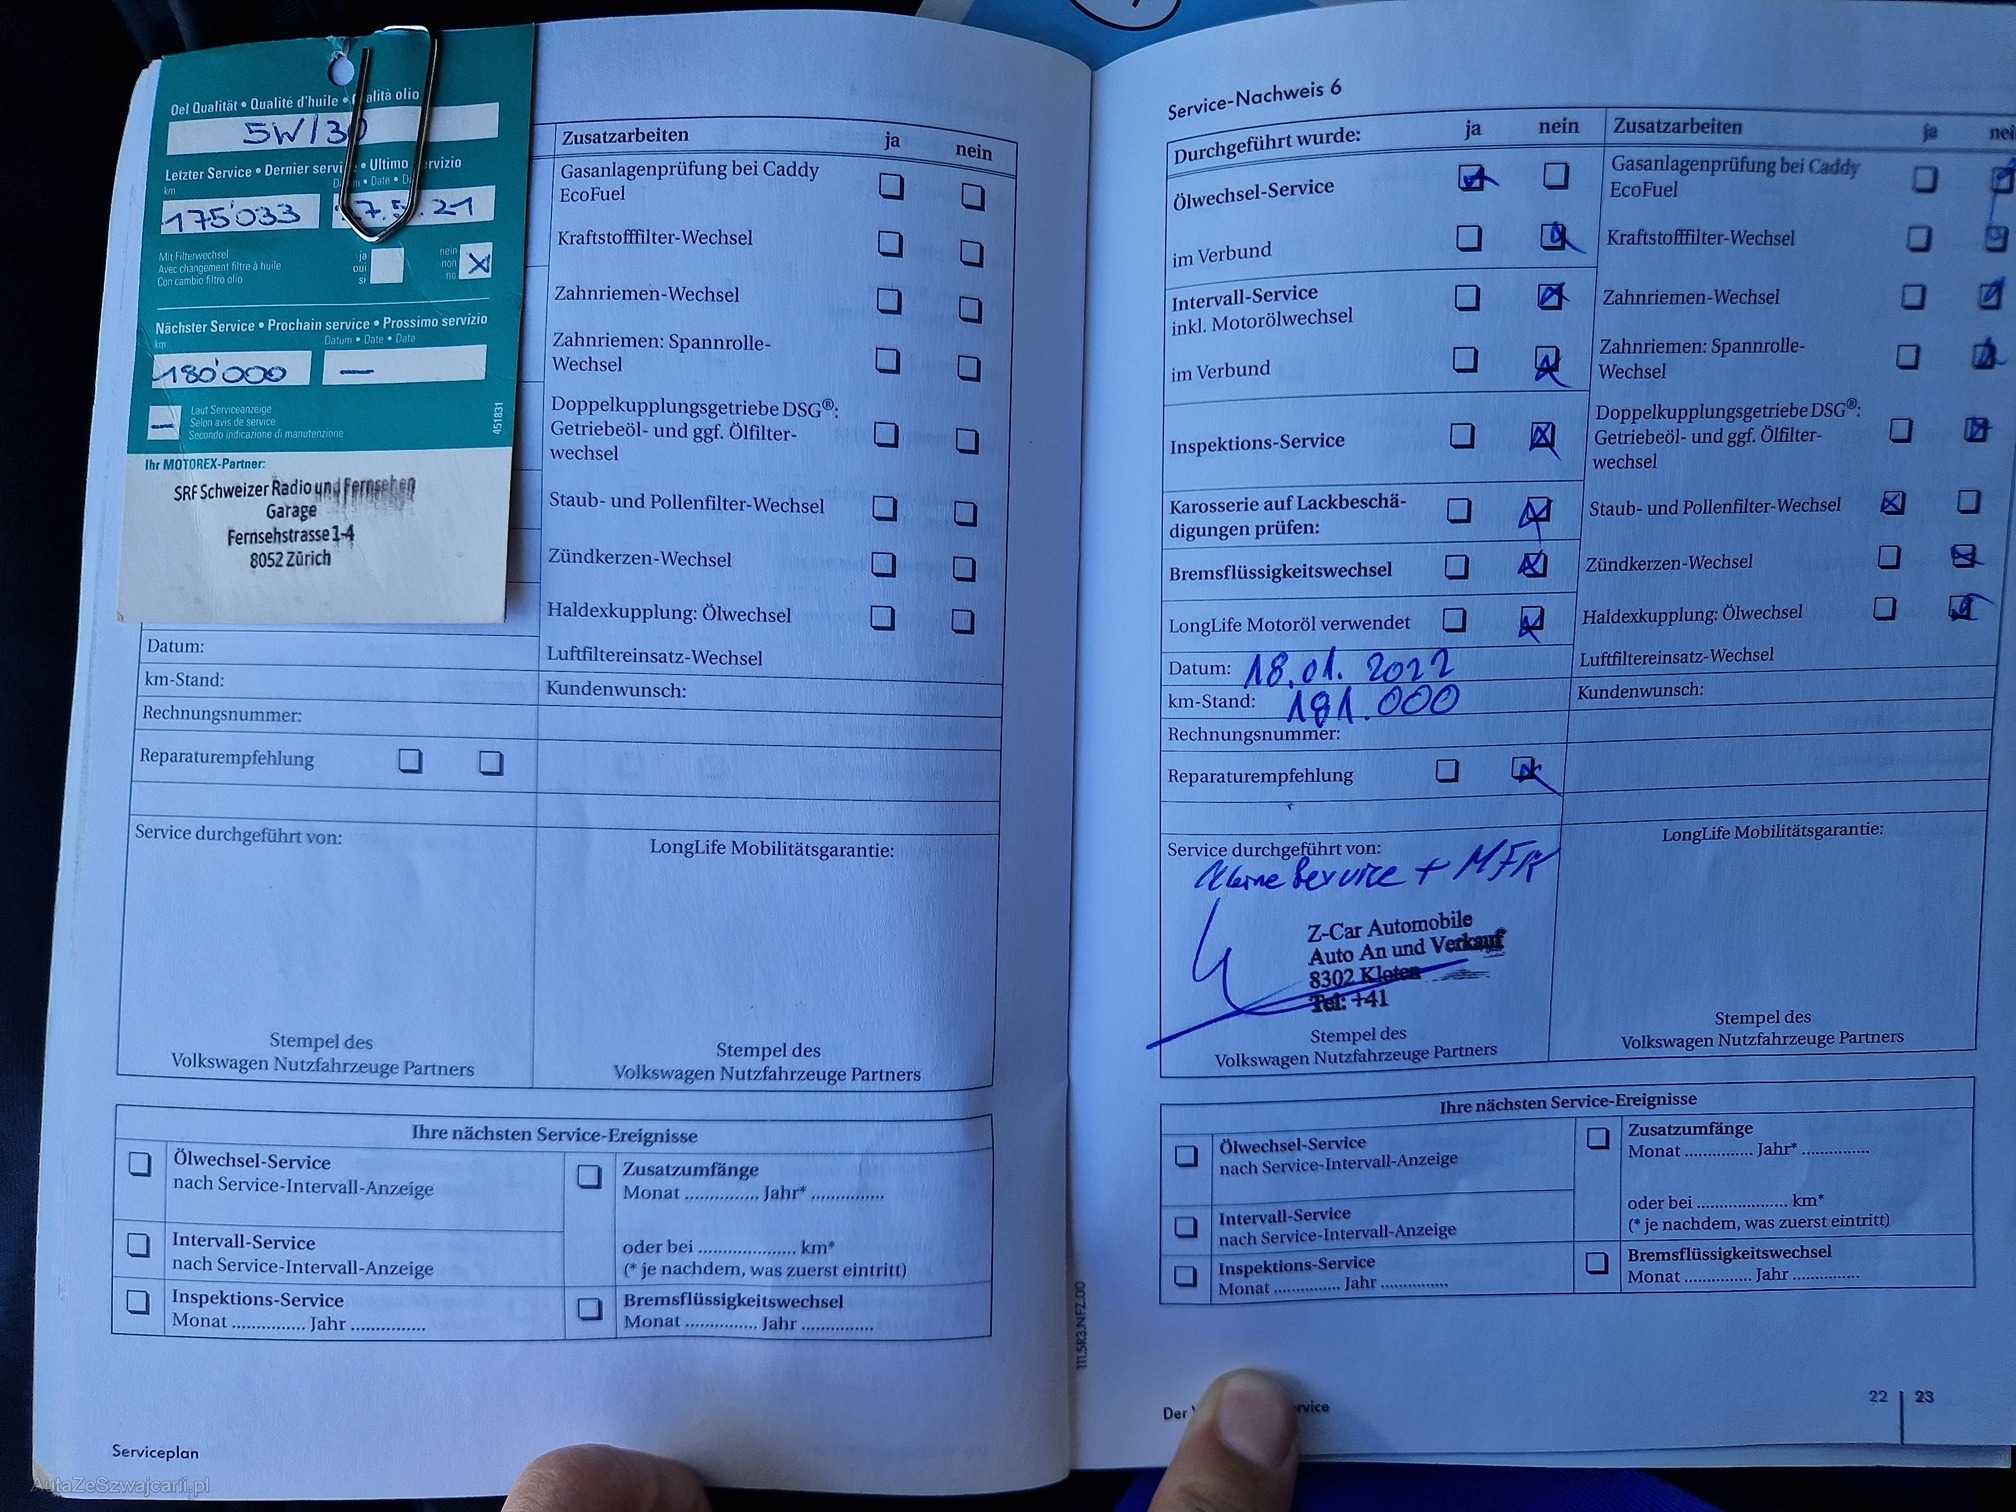 Oel Qualität • Qualité d'huile • Qualità olio
5W/30
Letzter Service • Dernier service • Ultimo servizio
km
Date
175'033
21
Mit Filterwechsel
Avec changement filtre à huile
Con cambio filtro olio
ja
oui
si
nein
non
no
Nächster Service • Prochain service • Prossimo servizio
km
Datum • Date • Data
180'000
—
Laut Serviceanzeige
Selon avis de service
Secondo indicazione di manutenzione
451831
Ihr MOTOREX-Partner:
SRF Schweizer Radio und Fernsehen
Garage
Fernsehstrasse 1-4
8052 Zürich
Zusatzarbeiten ja nein
Gasanlagenprüfung bei Caddy
EcoFuel
Kraftstofffilter-Wechsel
Zahnriemen-Wechsel
Zahnriemen: Spannrolle-
Wechsel
Doppelkupplungsgetriebe DSG®:
Getriebeöl- und ggf. Ölfilter-
wechsel
Staub- und Pollenfilter-Wechsel
Zündkerzen-Wechsel
Haldexkupplung: Ölwechsel
Luftfiltereinsatz-Wechsel
Kundenwunsch:
Datum:
km-Stand:
Rechnungsnummer:
Reparaturempfehlung
Service durchgeführt von:
LongLife Mobilitätsgarantie:
Stempel des
Volkswagen Nutzfahrzeuge Partners
Stempel des
Volkswagen Nutzfahrzeuge Partners
Ihre nächsten Service-Ereignisse
Ölwechsel-Service
nach Service-Intervall-Anzeige
Intervall-Service
nach Service-Intervall-Anzeige
Inspektions-Service
Monat ............... Jahr ...............
Zusatzumfänge
Monat ............... Jahr* ...............
oder bei .................... km*
(* je nachdem, was zuerst eintritt)
Bremsflüssigkeitswechsel
Monat ............... Jahr ...............
Serviceplan
AutaZeSzwajcarii.pl
111.5R3.NFZ.00
Service-Nachweis 6
Durchgeführt wurde: ja nein
Ölwechsel-Service
im Verbund
Intervall-Service
inkl. Motorölwechsel
im Verbund
Inspektions-Service
Karosserie auf Lackbeschä-
digungen prüfen:
Bremsflüssigkeitswechsel
LongLife Motoröl verwendet
Datum: 18.01.2022
km-Stand: 181.000
Rechnungsnummer:
Reparaturempfehlung
Zusatzarbeiten ja
Gasanlagenprüfung bei Caddy
EcoFuel
Kraftstofffilter-Wechsel
Zahnriemen-Wechsel
Zahnriemen: Spannrolle-
Wechsel
Doppelkupplungsgetriebe DSG®:
Getriebeöl- und ggf. Ölfilter-
wechsel
Staub- und Pollenfilter-Wechsel
Zündkerzen-Wechsel
Haldexkupplung: Ölwechsel
Luftfiltereinsatz-Wechsel
Kundenwunsch:
Service durchgeführt von:
Kleine Service + MFK
Z-Car Automobile
Auto An und Verkauf
8302 Kloten
Tel: +41
Stempel des
Volkswagen Nutzfahrzeuge Partners
LongLife Mobilitätsgarantie:
Stempel des
Volkswagen Nutzfahrzeuge Partners
Ihre nächsten Service-Ereignisse
Ölwechsel-Service
nach Service-Intervall-Anzeige
Intervall-Service
nach Service-Intervall-Anzeige
Inspektions-Service
Monat ............... Jahr ...............
Zusatzumfänge
Monat ............... Jahr* ...............
oder bei .................... km*
(* je nachdem, was zuerst eintritt)
Bremsflüssigkeitswechsel
Monat ............... Jahr ...............
Der
22 | 23